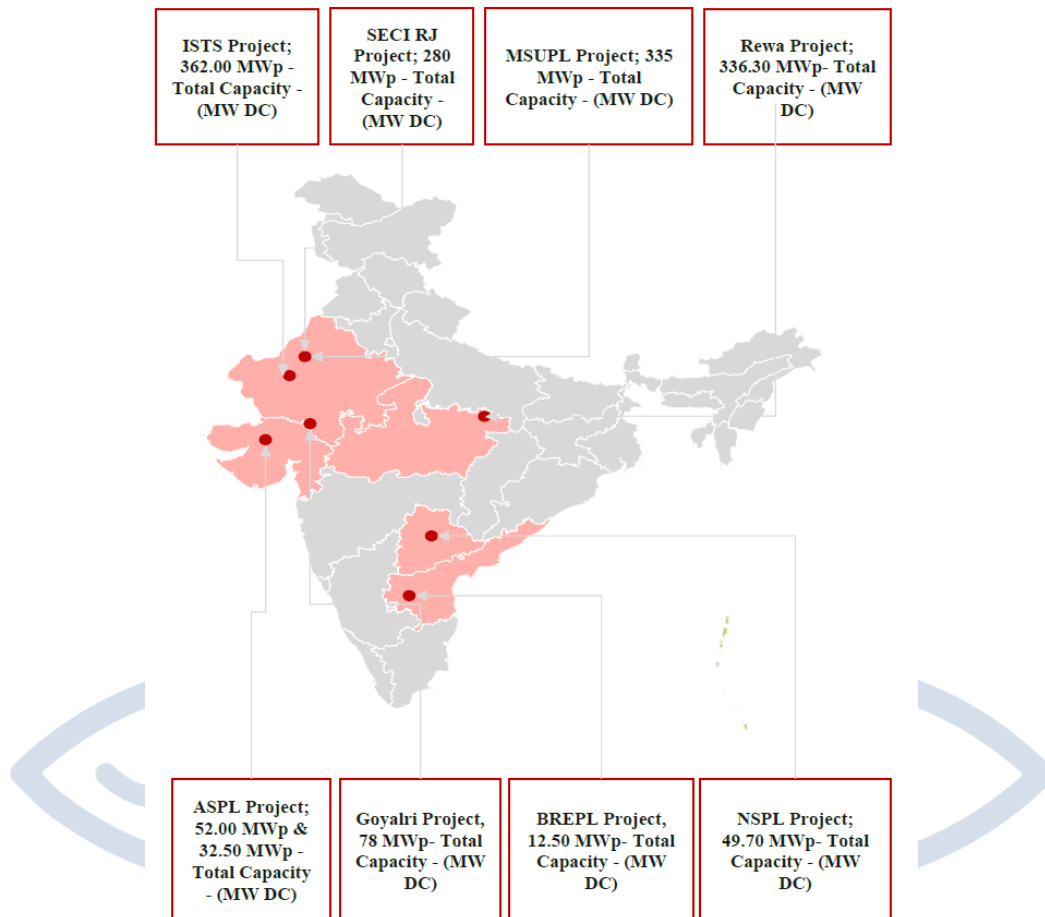 ISTS Project;
362.00 MWp -
Total Capacity -
(MW DC)
SECI RJ
Project; 280
MWp - Total
Capacity -
(MW DC)
MSUPL Project; 335
MWp - Total
Capacity - (MW DC)
Rewa Project;
336.30 MWp- Total
Capacity - (MW
DC)
ASPL Project;
52.00 MWp &
32.50 MWp -
Total Capacity
- (MW DC)
Goyalri Project,
78 MWp- Total
Capacity - (MW
DC)
BREPL Project,
12.50 MWp- Total
Capacity - (MW
DC)
NSPL Project;
49.70 MWp- Total
Capacity - (MW
DC)